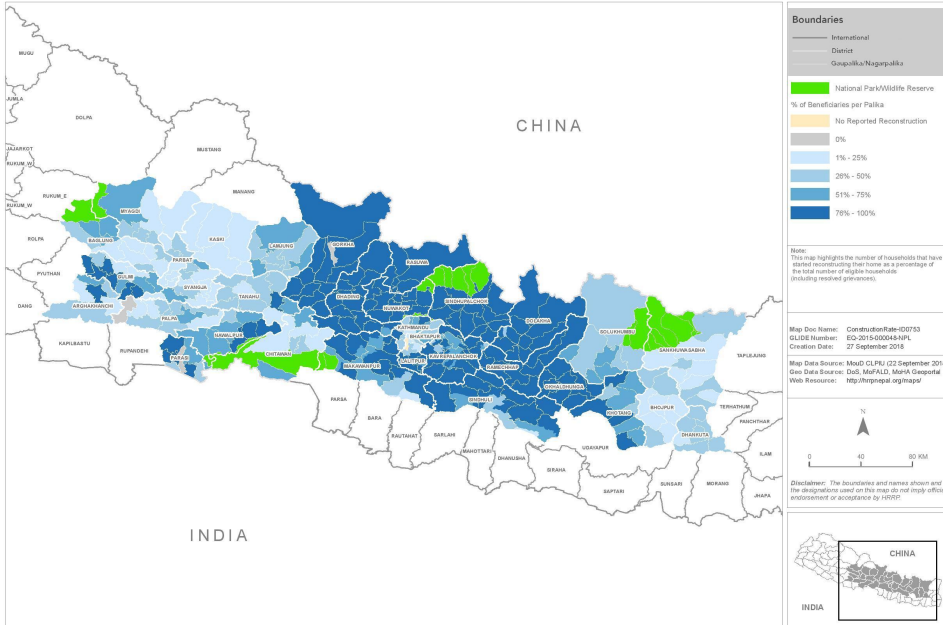 MUGU
DOLPA
JUMLA
JAJARKOT
RUKUM_W
MUSTANG
MANANG
RUKUM_E
RUKUM_W
MYAGDI
ROLPA
BAGLUNG
KASKI
LAMJUNG
GORKHA
PARBAT
PYUTHAN
GULMI
SYANGJA
RASUWA
DANG
ARGHAKHANCHI
TANAHU
DHADING
NUWAKOT
SINDHUPALCHOK
PALPA
DOLAKHA
KAPILBASTU
RUPANDEHI
NAWALPUR
PARASI
CHITAWAN
KATHMANDU
BHAKTAPUR
LALITPUR
KAVREPALANCHOK
MAKAWANPUR
RAMECHHAP
SOLUKHUMBU
SANKHUWASABHA
TAPLEJUNG
SINDHULI
OKHALDHUNGA
KHOTANG
BHOJPUR
TERHATHUM
PANCHTHAR
DHANKUTA
PARSA
BARA
RAUTAHAT
SARLAHI
MAHOTTARI
DHANUSHA
SIRAHA
UDAYAPUR
SAPTARI
SUNSARI
MORANG
ILAM
JHAPA
CHINA
INDIA
Boundaries
International
District
Gaupalika/Nagarpalika
National Park/Wildlife Reserve
% of Beneficiaries per Palika
No Reported Reconstruction
0%
1% - 25%
26% - 50%
51% - 75%
76% - 100%
Note:
This map highlights the number of households that have
started reconstructing their home as a percentage of
the total number of eligible households
(including resolved grievances).
Map Doc Name: ConstructionRate-ID0753
GLIDE Number: EQ-2015-000048-NPL
Creation Date: 27 September 2018
Map Data Source: MouD CLPIU (22 September 201
Geo Data Source: DoS, MoFALD, MoHA Geoportal
Web Resource: http://hrrpnepal.org/maps/
N
0 40 80 KM
Disclaimer: The boundaries and names shown and
the designations used on this map do not imply offici
endorsement or acceptance by HRRP.
CHINA
INDIA